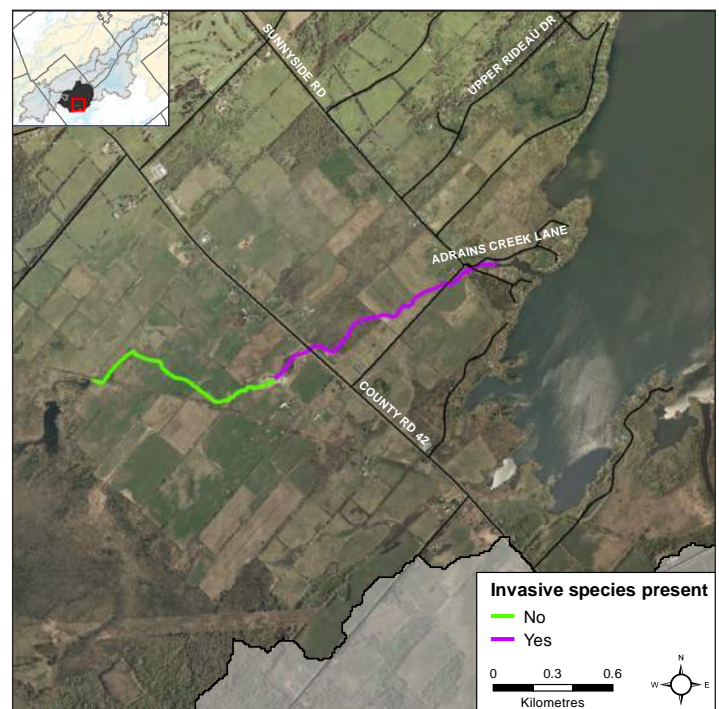 SUNNYSIDE RD
UPPER RIDEAU DR
ADRAINS CREEK LANE
COUNTY RD 42
Invasive species present
No
Yes
0 0.3 0.6
Kilometres
N
W E
S